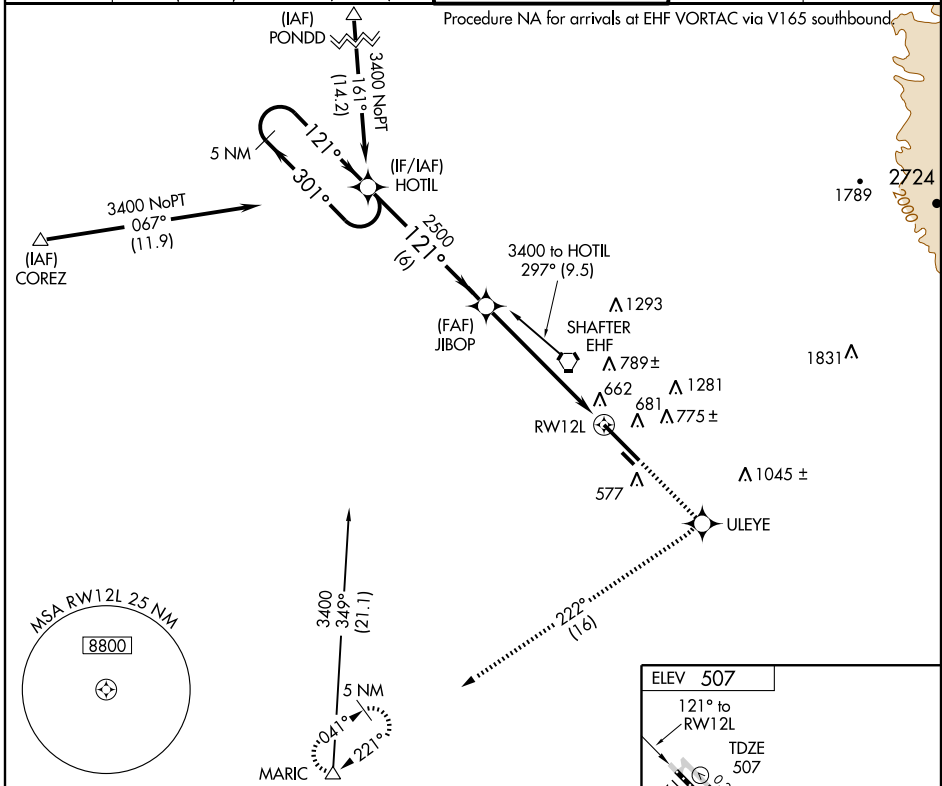 (IAF)
PONDD
Procedure NA for arrivals at EHF VORTAC via V165 southbound.
3400 NoPT
161°
(14.2)
5 NM
121°
301°
(IF/IAF)
HOTIL
1789
2724
2000
3400 NoPT
067°
(11.9)
(IAF)
COREZ
2500
121°
(6)
3400 to HOTIL
297° (9.5)
(FAF)
JIBOP
1293
SHAFTER
EHF
789 ±
1831
662
1281
681
775 ±
RW12L
577
1045 ±
ULEYE
3400
349°
(21.1)
222°
(16)
MSA RW12L 25 NM
8800
5 NM
041°
221°
MARIC
ELEV 507
121° to
RW12L
TDZE
507